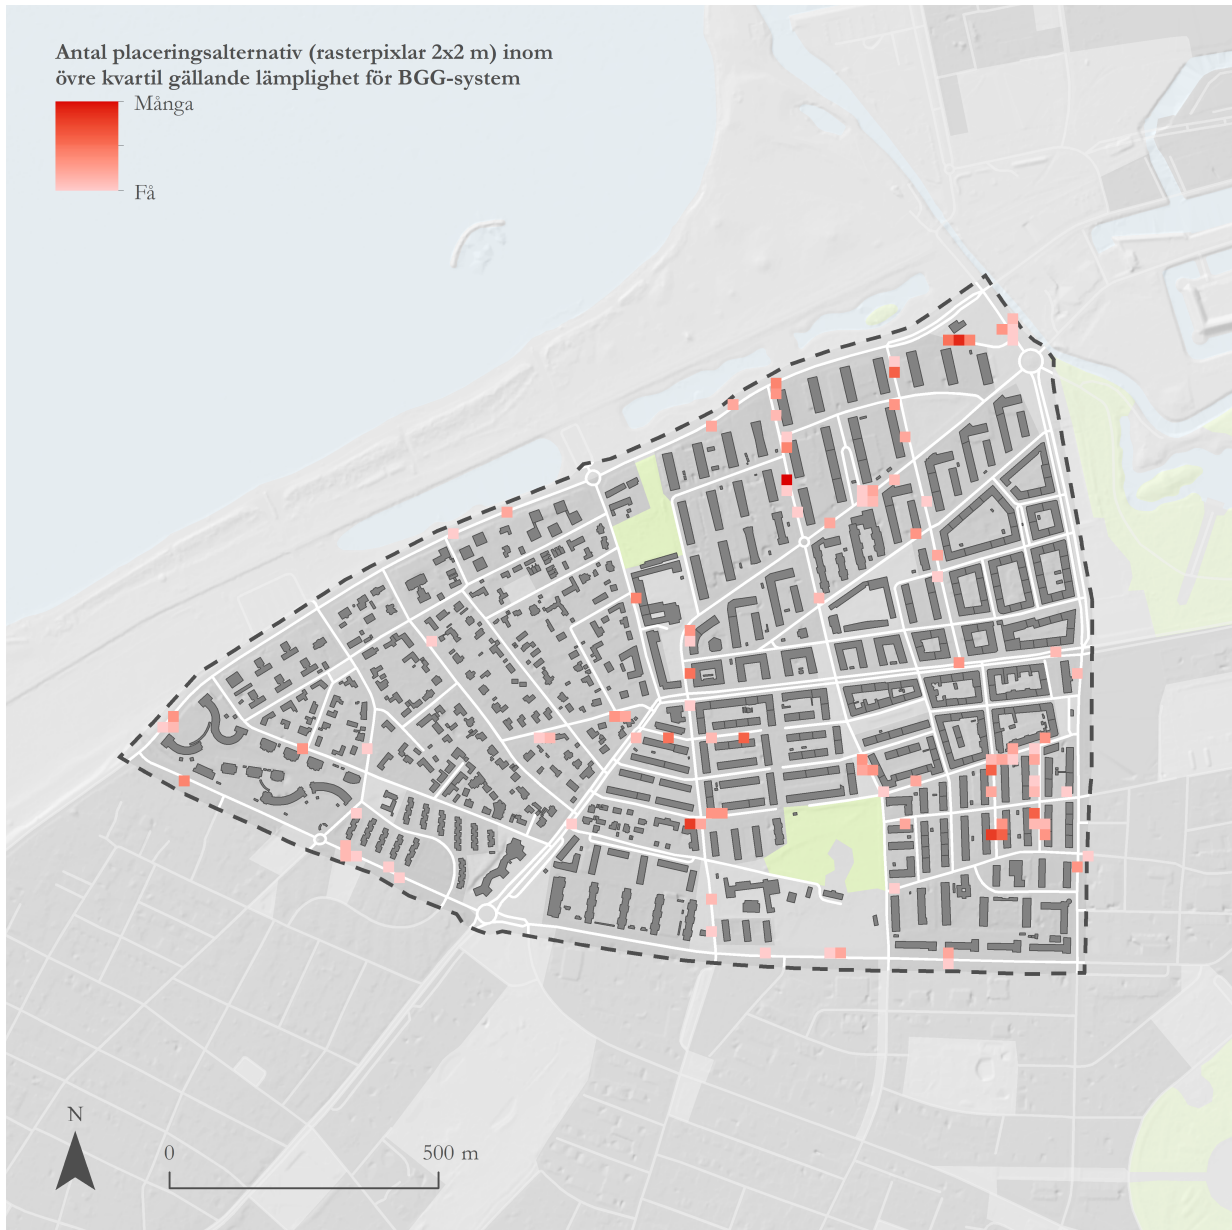 Antal placeringsalternativ (rasterpixlar 2x2 m) inom
övre kvartil gällande lämplighet för BGG-system
Många
Få
N
0
500 m